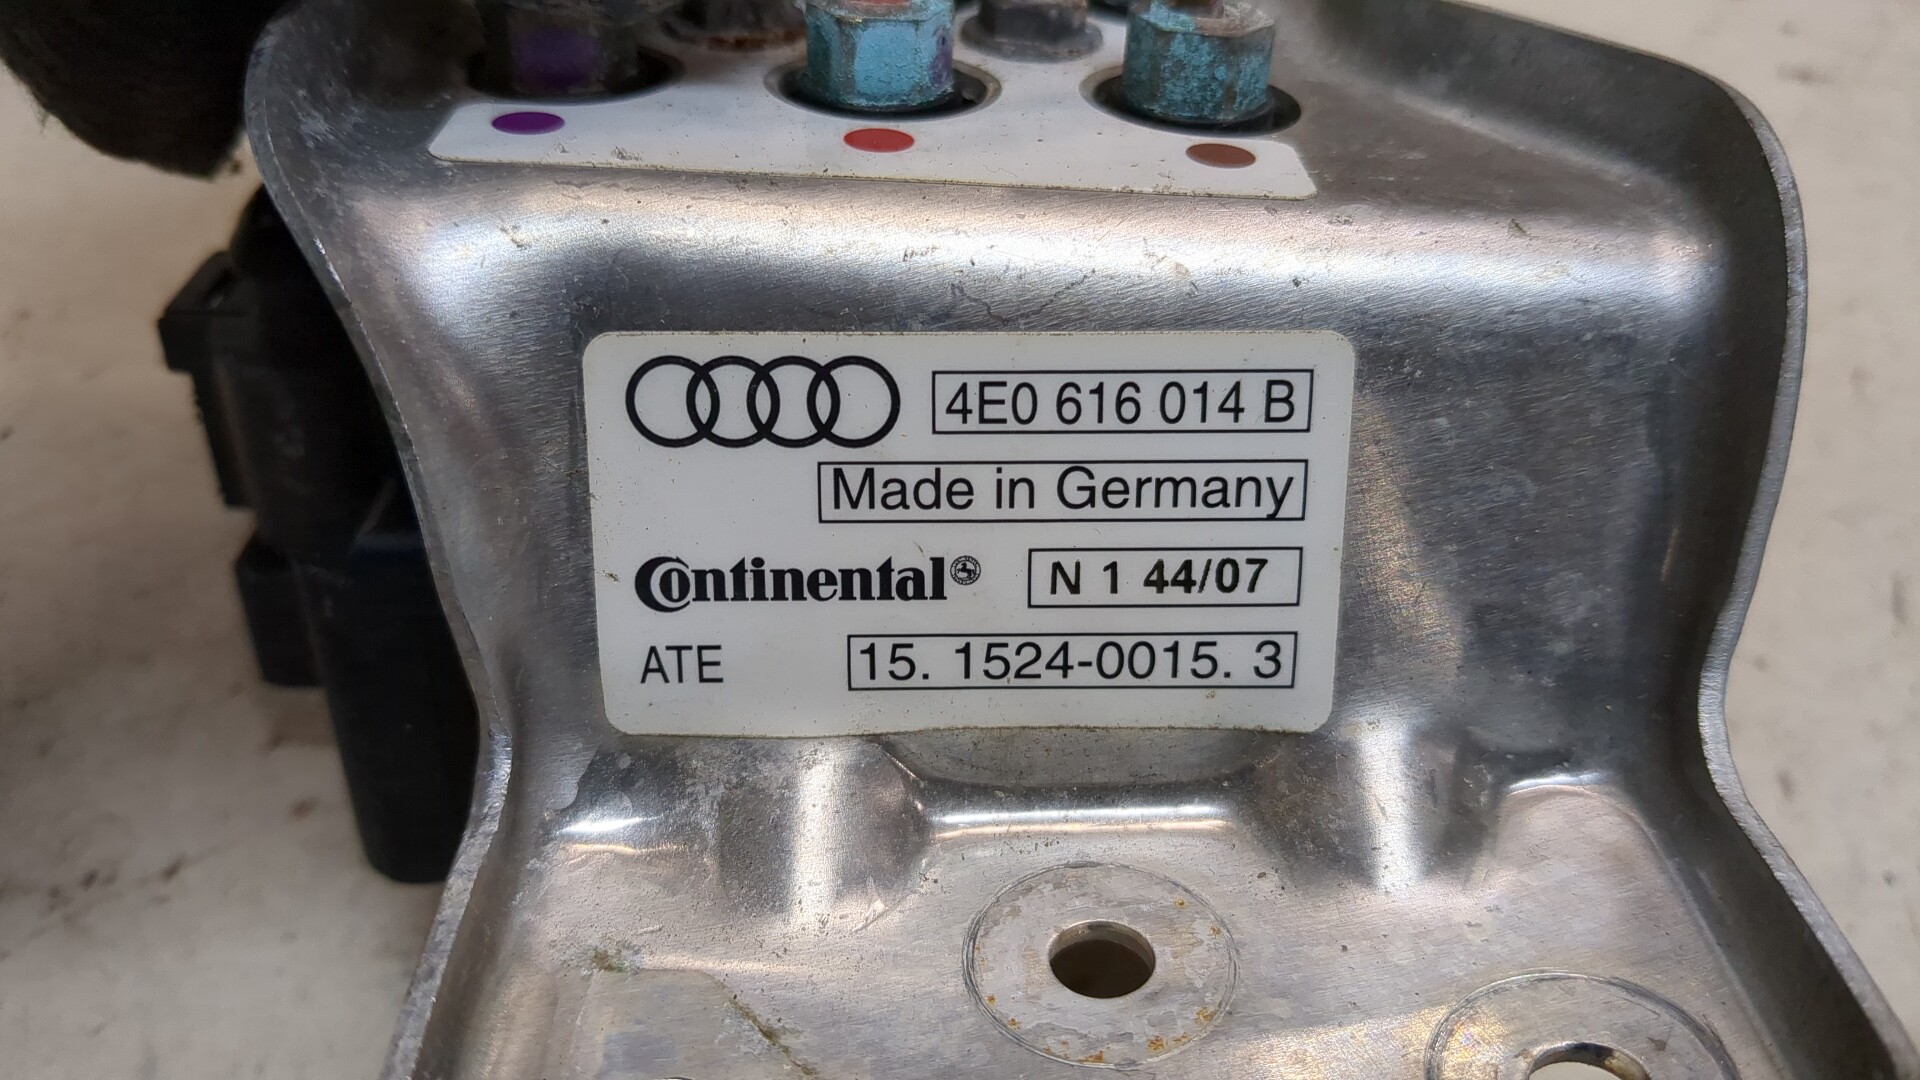 4E0 616 014 B
Made in Germany
Continental®
N 1 44/07
ATE
15. 1524-0015. 3